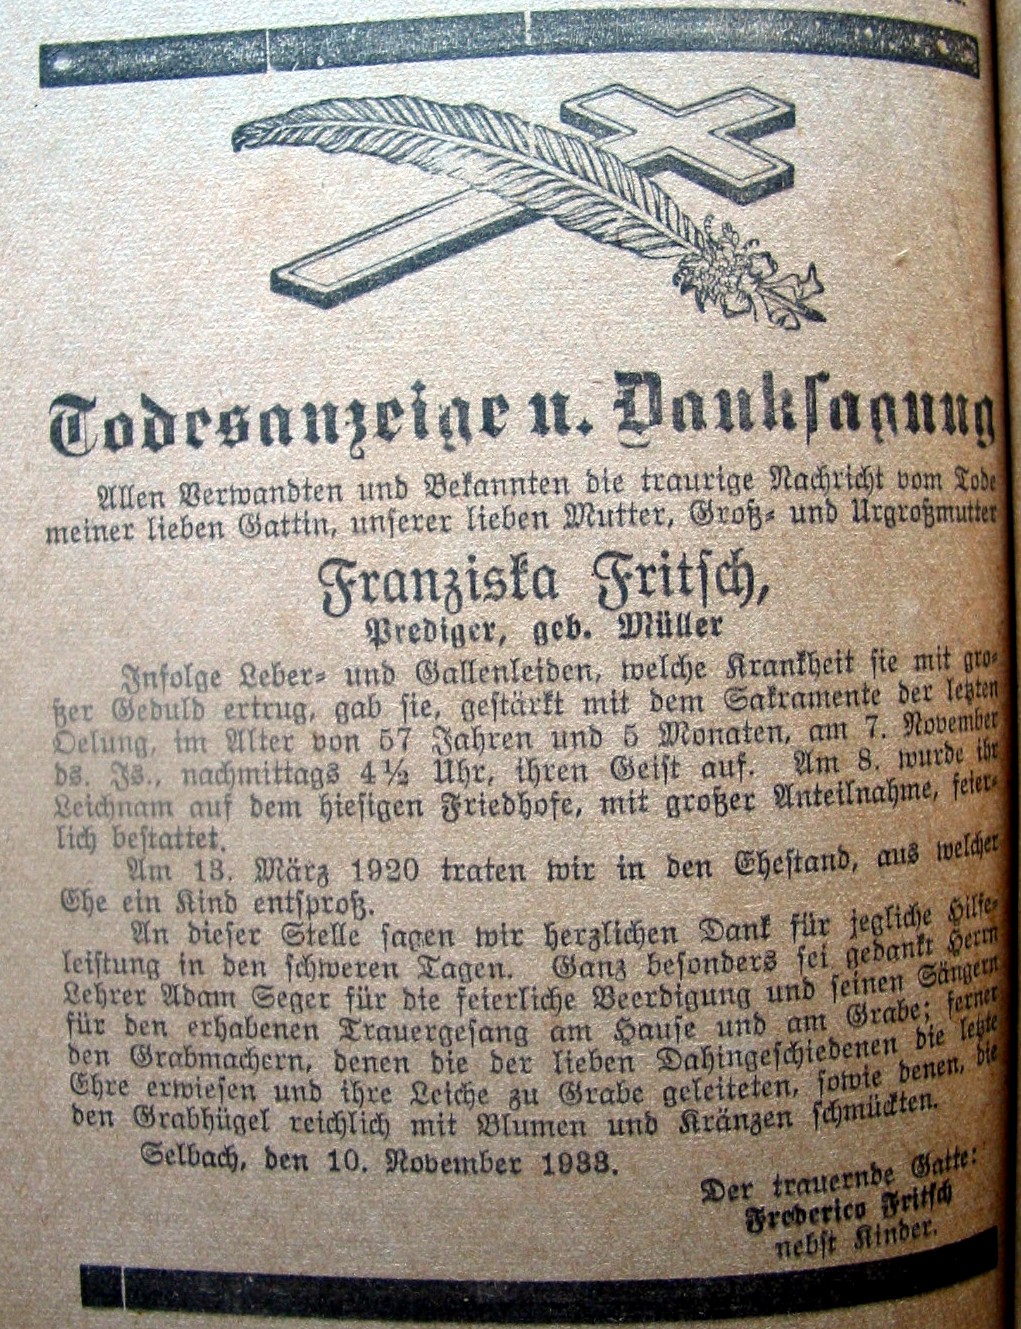 Todesanzeige u. Danksagung
Allen Verwandten und Bekannten die traurige Nachricht vom Tode
meiner lieben Gattin, unserer lieben Mutter, Groß- und Urgroßmutter
Franziska Fritsch,
Prediger, geb. Müller
Infolge Leber- und Gallenleiden, welche Krankheit sie mit gro-
ßer Geduld ertrug, gab sie, gestärkt mit dem Sakramente der letzten
Oelung, im Alter von 57 Jahren und 5 Monaten, am 7. November
ds. Js., nachmittags 4½ Uhr, ihren Geist auf. Am 8. wurde ihr
Leichnam auf dem hiesigen Friedhofe, mit großer Anteilnahme, feier-
lich bestattet.
Am 13. März 1920 traten wir in den Ehestand, aus welcher
Ehe ein Kind entsproß.
An dieser Stelle sagen wir herzlichen Dank für jegliche Hilfe-
leistung in den schweren Tagen. Ganz besonders sei gedankt Herrn
Lehrer Adam Seger für die feierliche Beerdigung und seinen Sängern
für den erhabenen Trauergesang am Hause und am Grabe; ferner
den Grabmachern, denen die der lieben Dahingeschiedenen die letzte
Ehre erwiesen und ihre Leiche zu Grabe geleiteten, sowie denen, die
den Grabhügel reichlich mit Blumen und Kränzen schmückten.
Selbach, den 10. November 1933.
Der trauernde Gatte:
Frederico Fritsch
nebst Kinder.